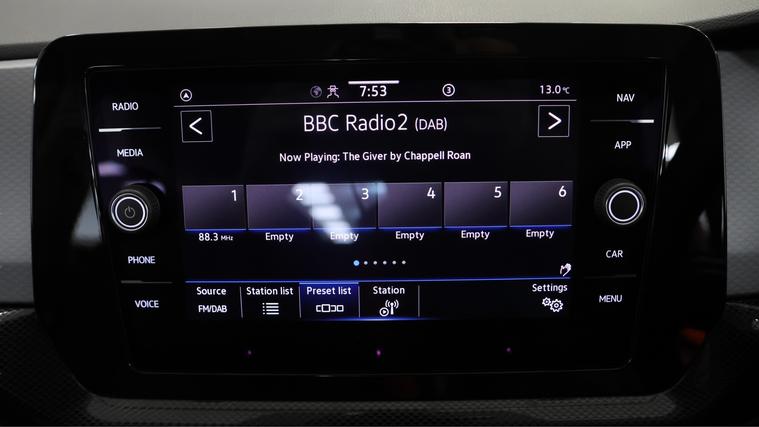 RADIO
MEDIA
PHONE
VOICE
7:53
3
13.0°C
BBC Radio2 (DAB)
Now Playing: The Giver by Chappell Roan
1 2 3 4 5 6
88.3 MHz Empty Empty Empty Empty Empty
Source Station list Preset list Station Settings
FM/DAB
NAV
APP
CAR
MENU